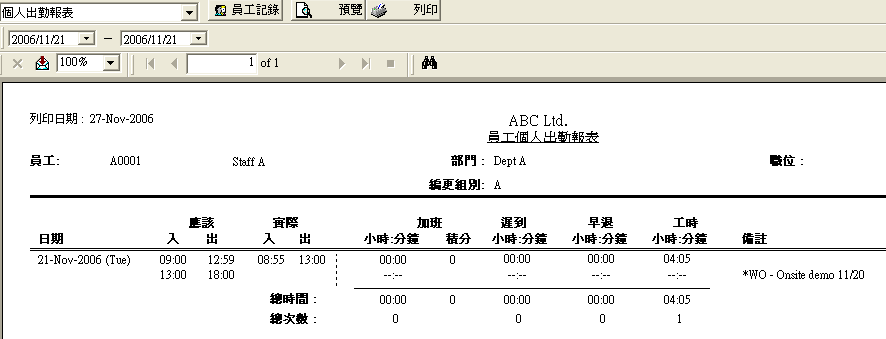 個人出勤報表 員工記錄 預覽 列印
2006/11/21 – 2006/11/21
100% 1 of 1
列印日期 : 27-Nov-2006 ABC Ltd.
員工個人出勤報表
員工: A0001 Staff A 部門 : Dept A 職位 :
編更組別: A
應該 實際 加班 遲到 早退 工時
日期 入 出 入 出 小時:分鐘 積分 小時:分鐘 小時:分鐘 小時:分鐘 備註
21-Nov-2006 (Tue) 09:00 12:59 08:55 13:00 00:00 0 00:00 00:00 04:05
13:00 18:00 --:-- --:-- --:-- --:-- *WO - Onsite demo 11/20
總時間 : 00:00 0 00:00 00:00 04:05
總次數 : 0 0 0 1